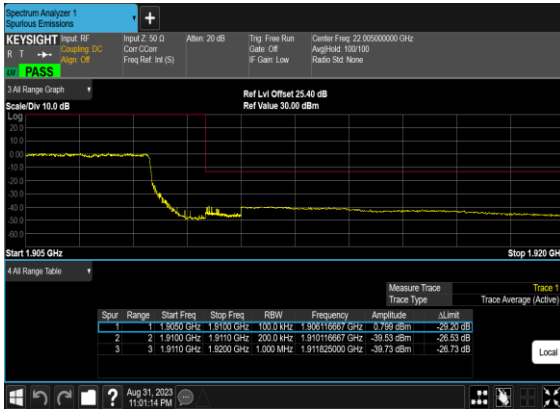 Spectrum Analyzer 1
Spurious Emissions
+
KEYSIGHT Input: RF Input Z: 50 Ω Atten: 20 dB Trig: Free Run Center Freq: 22.005000000 GHz
R T Coupling: DC Corr CCorr Gate: Off Avg|Hold: 100/100
Align: Off Freq Ref: Int (S) IF Gain: Low Radio Std: None
LXI PASS
3 All Range Graph
Ref Lvl Offset 25.40 dB
Scale/Div 10.0 dB Ref Value 30.00 dBm
Log
20.0
10.0
0.00
-10.0
-20.0
-30.0
-40.0
-50.0
-60.0
Start 1.905 GHz Stop 1.920 GH
4 All Range Table
Measure Trace Trace 1
Trace Type Trace Average (Active)
Spur Range Start Freq Stop Freq RBW Frequency Amplitude ΔLimit
1 1 1.9050 GHz 1.9100 GHz 100.0 kHz 1.906116667 GHz 0.799 dBm -29.20 dB
2 2 1.9100 GHz 1.9110 GHz 200.0 kHz 1.910116667 GHz -39.53 dBm -26.53 dB
3 3 1.9110 GHz 1.9200 GHz 1.000 MHz 1.911825000 GHz -39.73 dBm -26.73 dB
Local
? Aug 31, 2023
11:01:14 PM